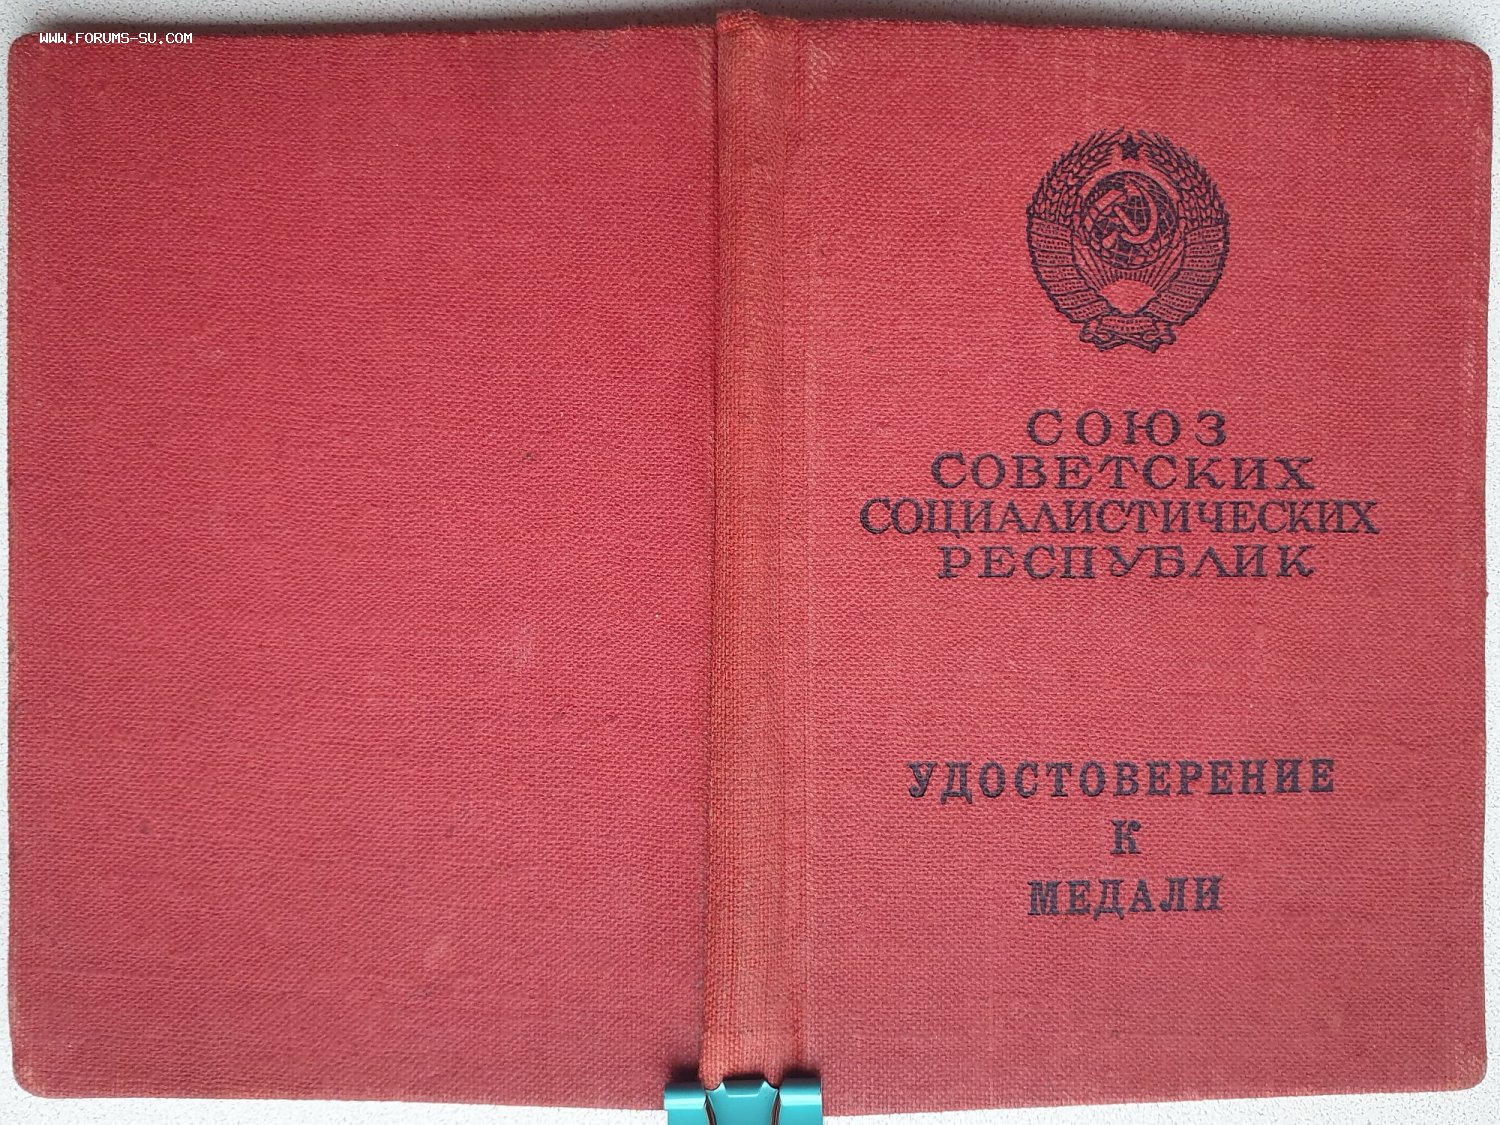 WWW.FORUMS-SU.COM
СОЮЗ
СОВЕТСКИХ
СОЦИАЛИСТИЧЕСКИХ
РЕСПУБЛИК
УДОСТОВЕРЕНИЕ
К
МЕДАЛИ